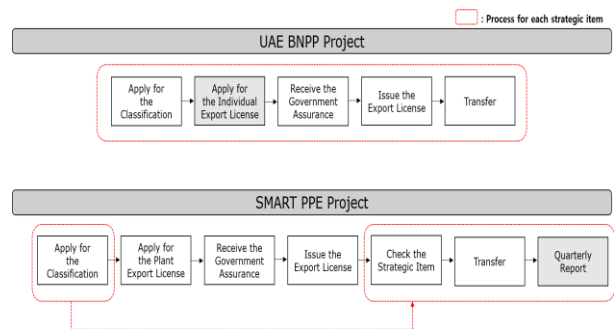 : Process for each strategic item
UAE BNPP Project
Apply for
the
Classification
Apply for
the Individual
Export License
Receive the
Government
Assurance
Issue the
Export License
Transfer
SMART PPE Project
Apply for
the
Classification
Apply for
the Plant
Export License
Receive the
Government
Assurance
Issue the
Export License
Check the
Strategic Item
Transfer
Quarterly
Report